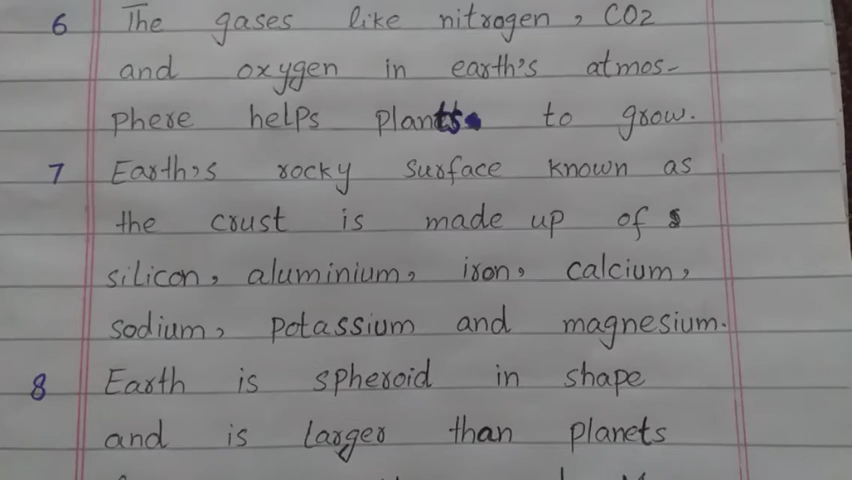 6 The gases like nitrogen, CO2
and oxygen in earth's atmos-
phere helps plants to grow.
7 Earth's rocky surface known as
the crust is made up of s
silicon, aluminium, iron, calcium,
sodium, potassium and magnesium.
8 Earth is spheroid in shape
and is larger than planets